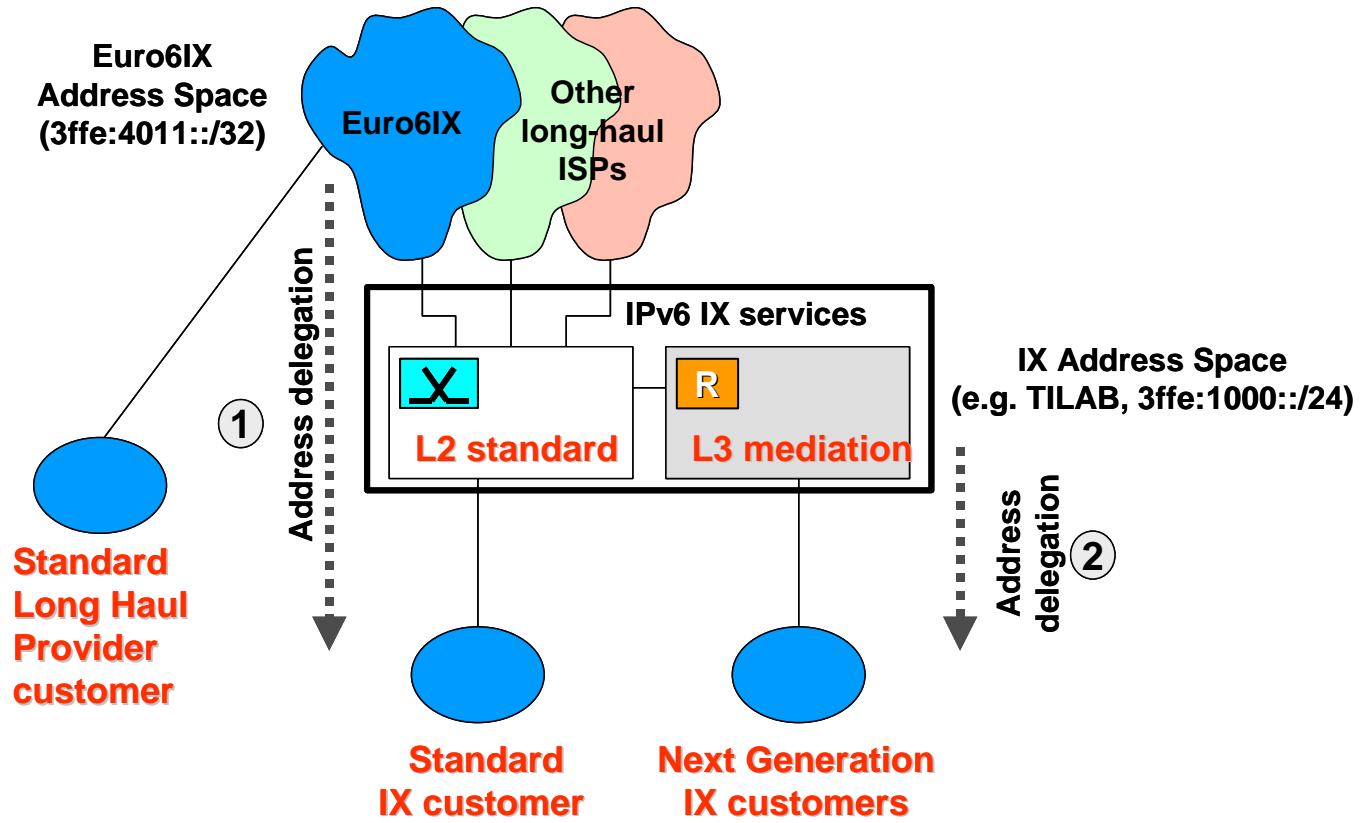 Euro6IX
Address Space
(3ffe:4011::/32)
Euro6IX
Other
long-haul
ISPs
Address delegation
1
IPv6 IX services
R
L2 standard
L3 mediation
IX Address Space
(e.g. TILAB, 3ffe:1000::/24)
Address
delegation
2
Standard
Long Haul
Provider
customer
Standard
IX customer
Next Generation
IX customers